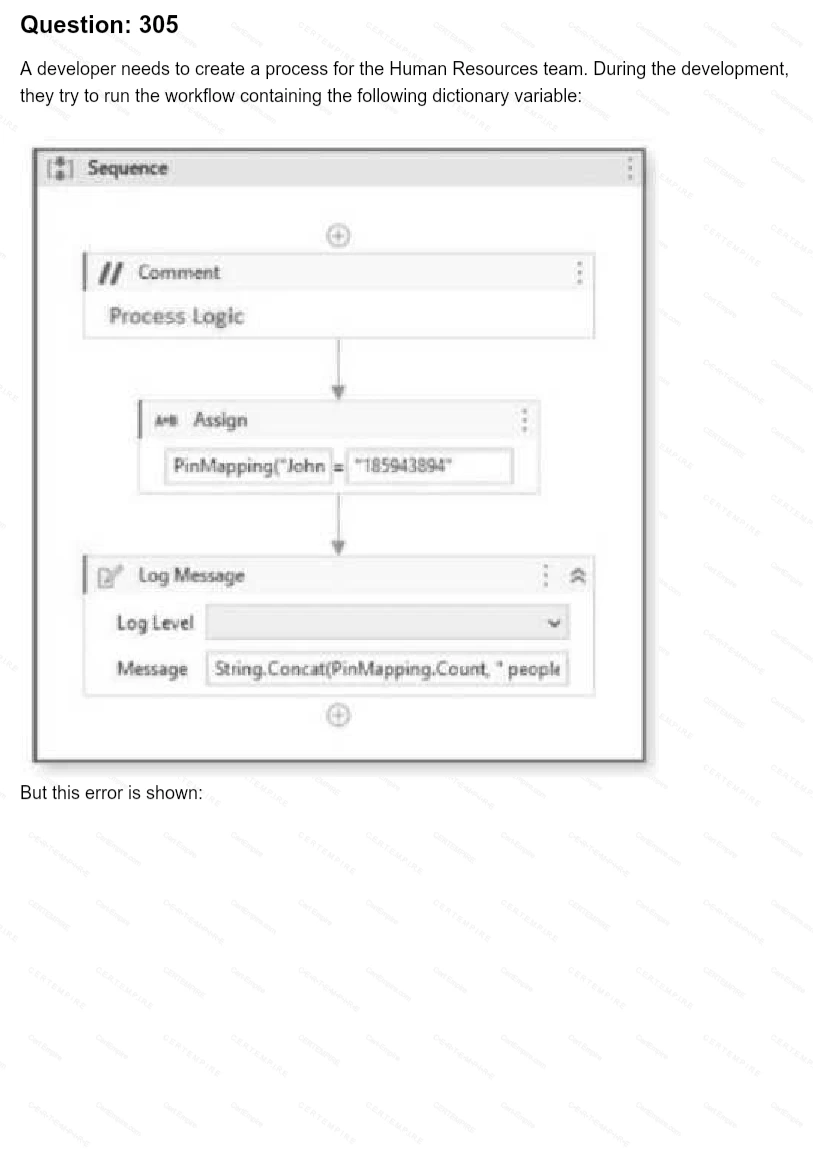 Question: 305
A developer needs to create a process for the Human Resources team. During the development,
they try to run the workflow containing the following dictionary variable:
Sequence
// Comment
Process Logic
A+B Assign
PinMapping("John = "185943894"
Log Message
Log Level
Message String.Concat(PinMapping.Count, " people
But this error is shown: